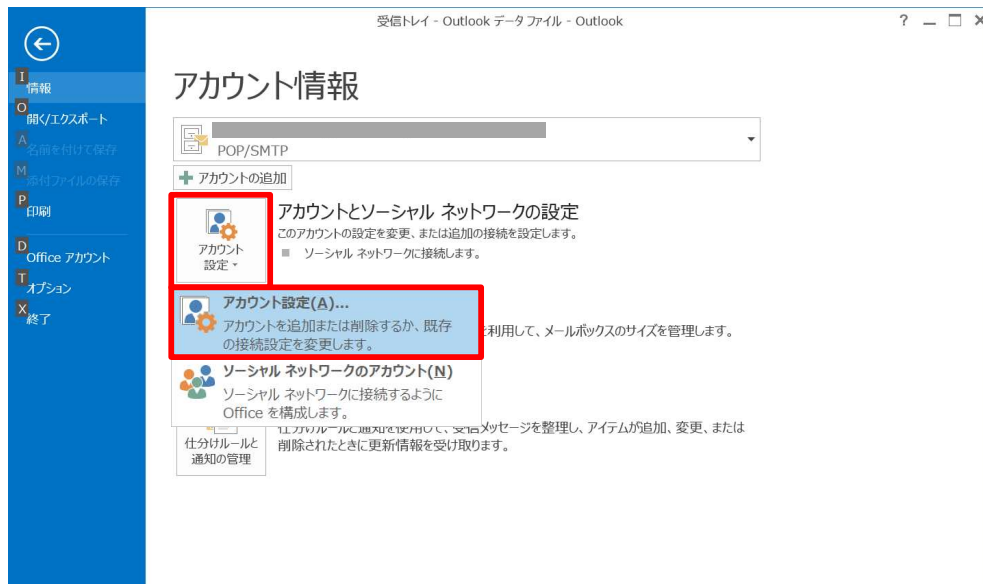 受信トレイ - Outlook データ ファイル - Outlook
?
I
情報
O
開く/エクスポート
A
名前を付けて保存
M
添付ファイルの保存
P
印刷
D
Office アカウント
T
オプション
X
終了
アカウント情報
POP/SMTP
アカウントの追加
アカウント
設定
アカウントとソーシャル ネットワークの設定
このアカウントの設定を変更、または追加の接続を設定します。
ソーシャル ネットワークに接続します。
アカウント設定(A)...
アカウントを追加または削除するか、既存
の接続設定を変更します。
利用して、メールボックスのサイズを管理します。
ソーシャル ネットワークのアカウント(N)
ソーシャル ネットワークに接続するように
Office を構成します。
仕分けルールと
通知の管理
仕分けルールと通知を使用して、受信メッセージを整理し、アイテムが追加、変更、または
削除されたときに更新情報を受け取ります。